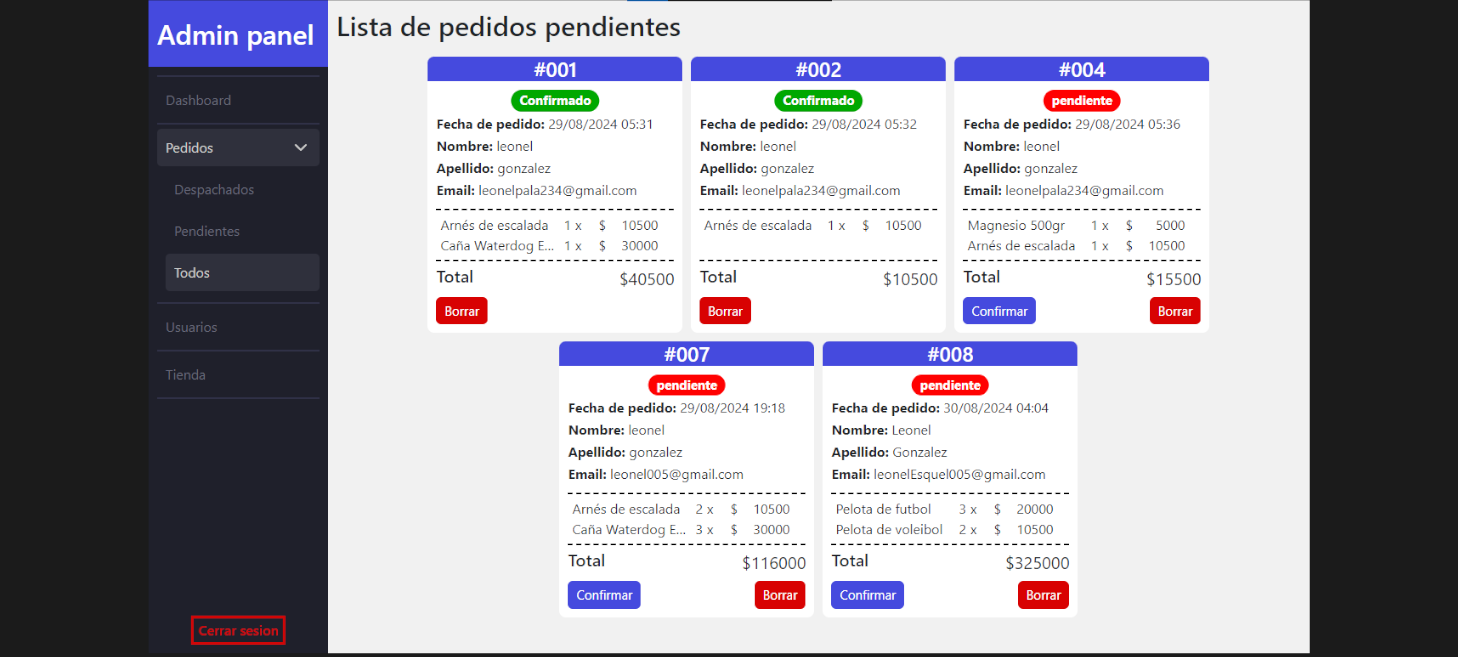 Admin panel
Dashboard
Pedidos
Despachados
Pendientes
Todos
Usuarios
Tienda
Cerrar sesion
Lista de pedidos pendientes
#001
Confirmado
Fecha de pedido: 29/08/2024 05:31
Nombre: leonel
Apellido: gonzalez
Email: leonelpala234@gmail.com
Arnés de escalada 1 x $ 10500
Caña Waterdog E... 1 x $ 30000
Total $40500
Borrar
#002
Confirmado
Fecha de pedido: 29/08/2024 05:32
Nombre: leonel
Apellido: gonzalez
Email: leonelpala234@gmail.com
Arnés de escalada 1 x $ 10500
Total $10500
Borrar
#004
pendiente
Fecha de pedido: 29/08/2024 05:36
Nombre: leonel
Apellido: gonzalez
Email: leonelpala234@gmail.com
Magnesio 500gr 1 x $ 5000
Arnés de escalada 1 x $ 10500
Total $15500
Confirmar Borrar
#007
pendiente
Fecha de pedido: 29/08/2024 19:18
Nombre: leonel
Apellido: gonzalez
Email: leonel005@gmail.com
Arnés de escalada 2 x $ 10500
Caña Waterdog E... 3 x $ 30000
Total $116000
Confirmar Borrar
#008
pendiente
Fecha de pedido: 30/08/2024 04:04
Nombre: Leonel
Apellido: Gonzalez
Email: leonelEsquel005@gmail.com
Pelota de futbol 3 x $ 20000
Pelota de voleibol 2 x $ 10500
Total $325000
Confirmar Borrar